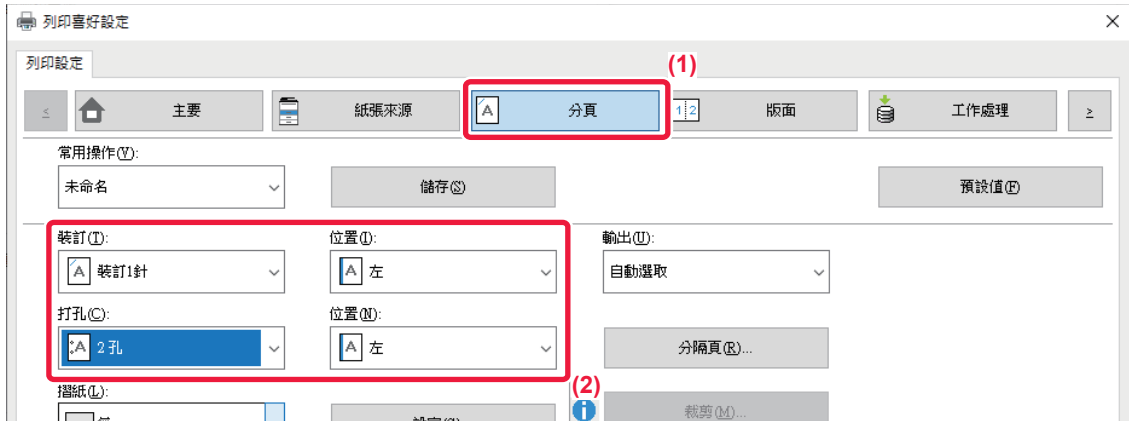 列印喜好設定
列印設定
(1)
≤ 主要 紙張來源 A 分頁 1 2 版面 工作處理 ≥
常用操作(V):
未命名 儲存(S) 預設值(F)
裝訂(T): 位置(I): 輸出(U):
A 裝訂1針 A 左 自動選取
打孔(C): 位置(N):
A 2 孔 A 左 分隔頁(R)...
摺紙(L): (2)
裁剪(M)...